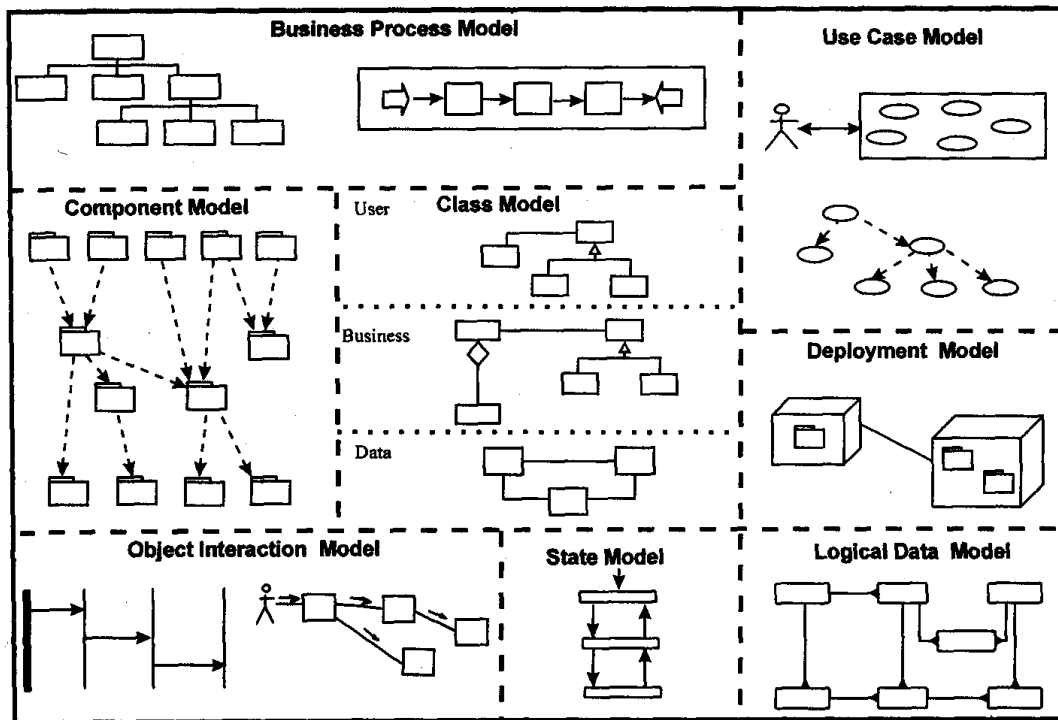 Business Process Model
Use Case Model
Component Model
User
Class Model
Business
Data
Deployment Model
Object Interaction Model
State Model
Logical Data Model